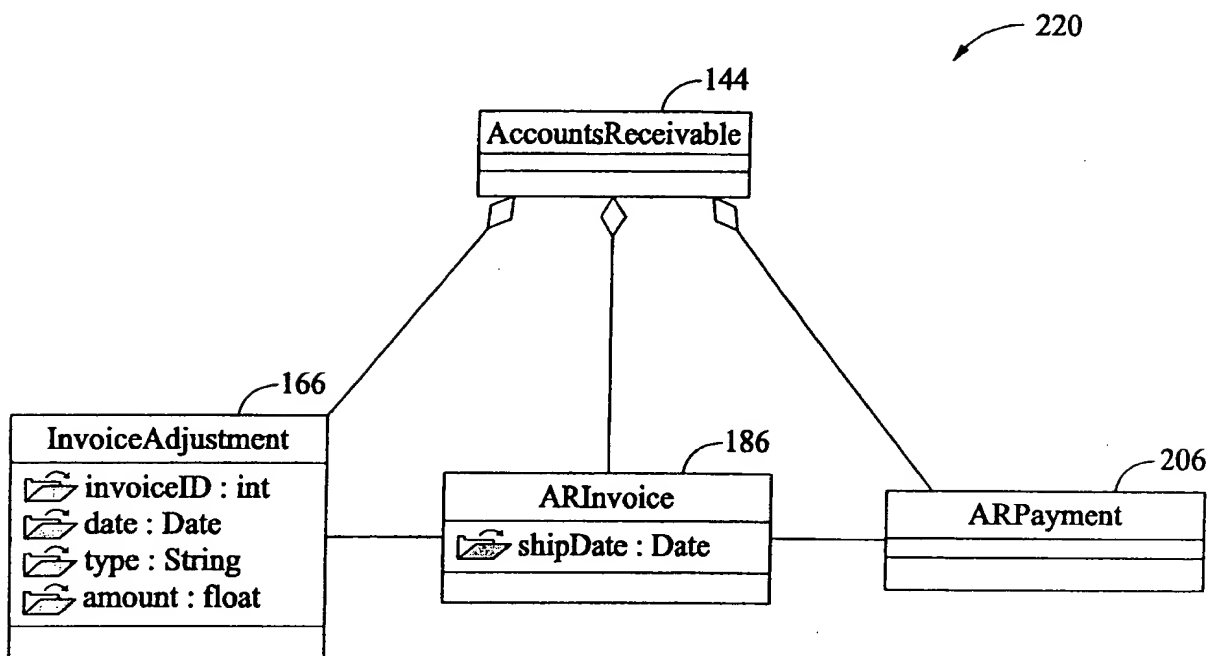 220
144
AccountsReceivable
166
InvoiceAdjustment
invoiceID : int
date : Date
type : String
amount : float
186
ARInvoice
shipDate : Date
206
ARPayment